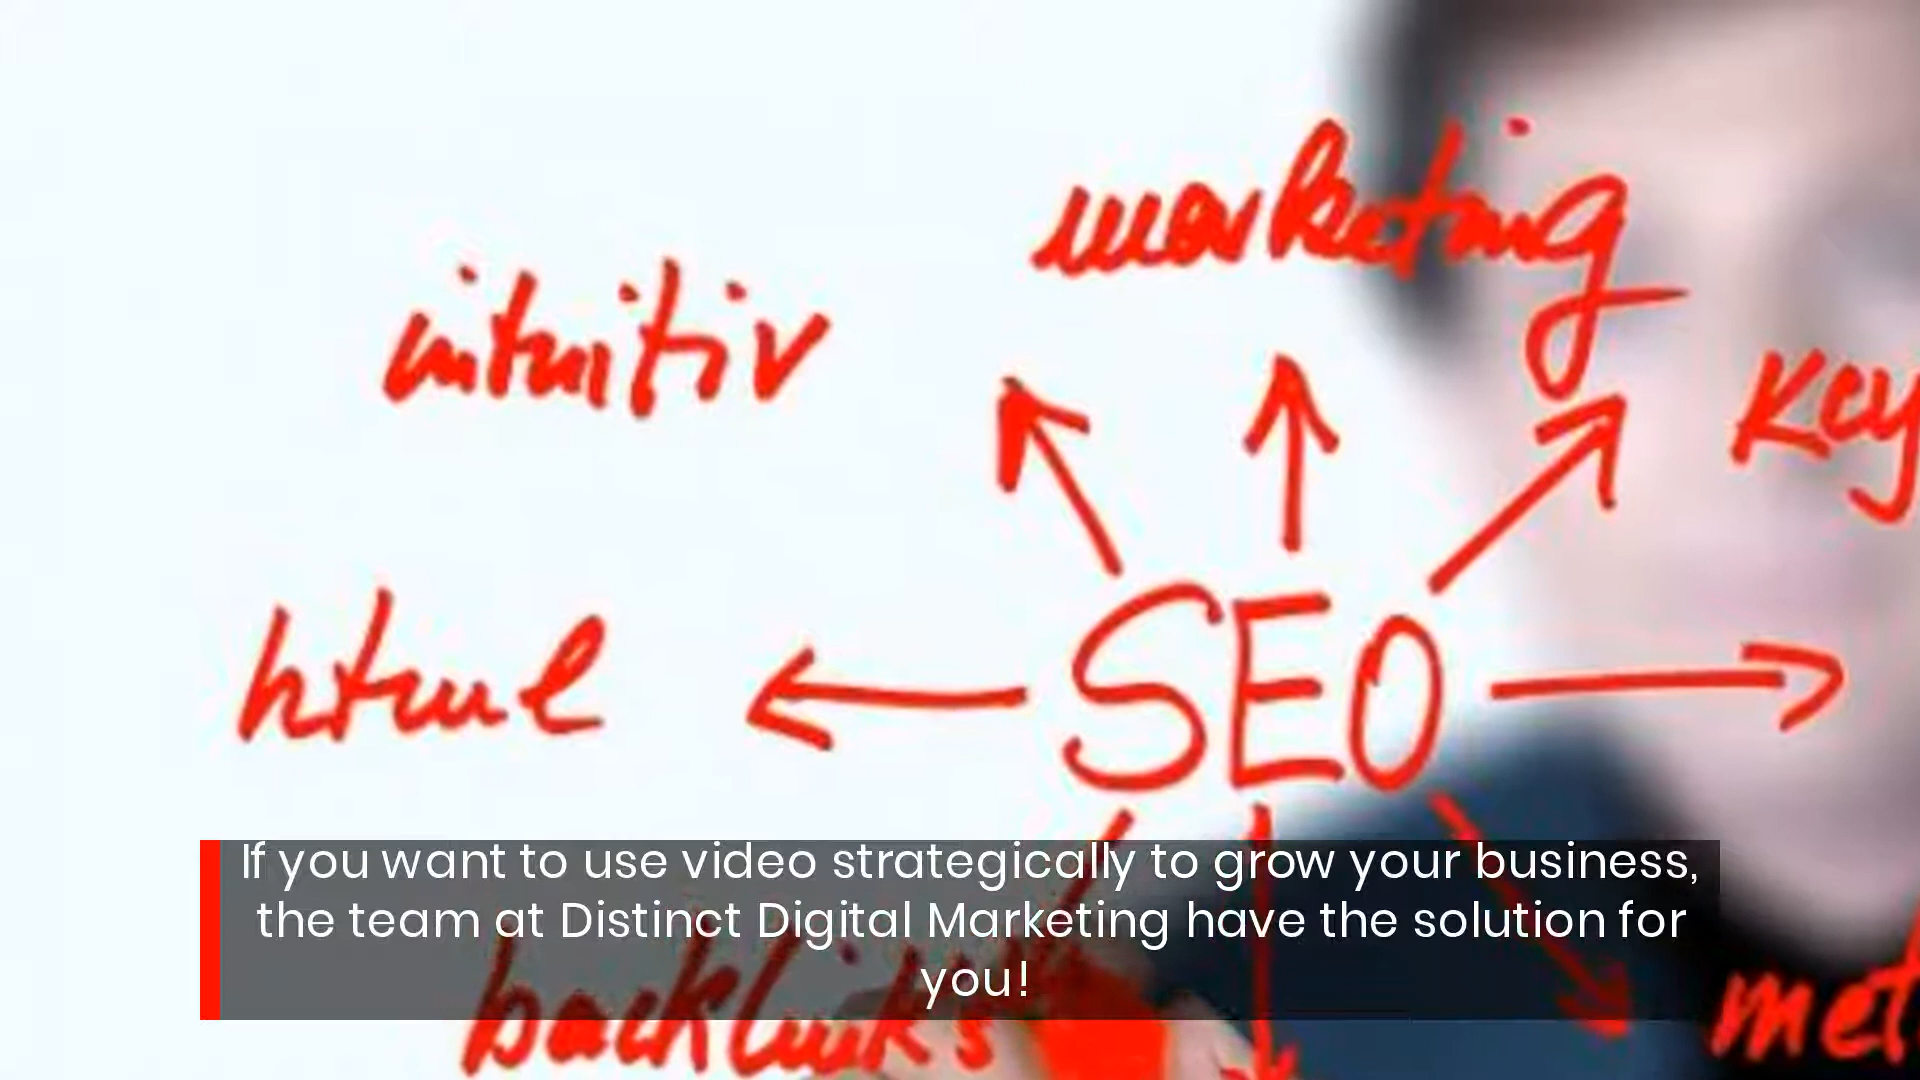 marketing
intuitiv
key
html
SEO
If you want to use video strategically to grow your business,
the team at Distinct Digital Marketing have the solution for
you!
backlinks
met